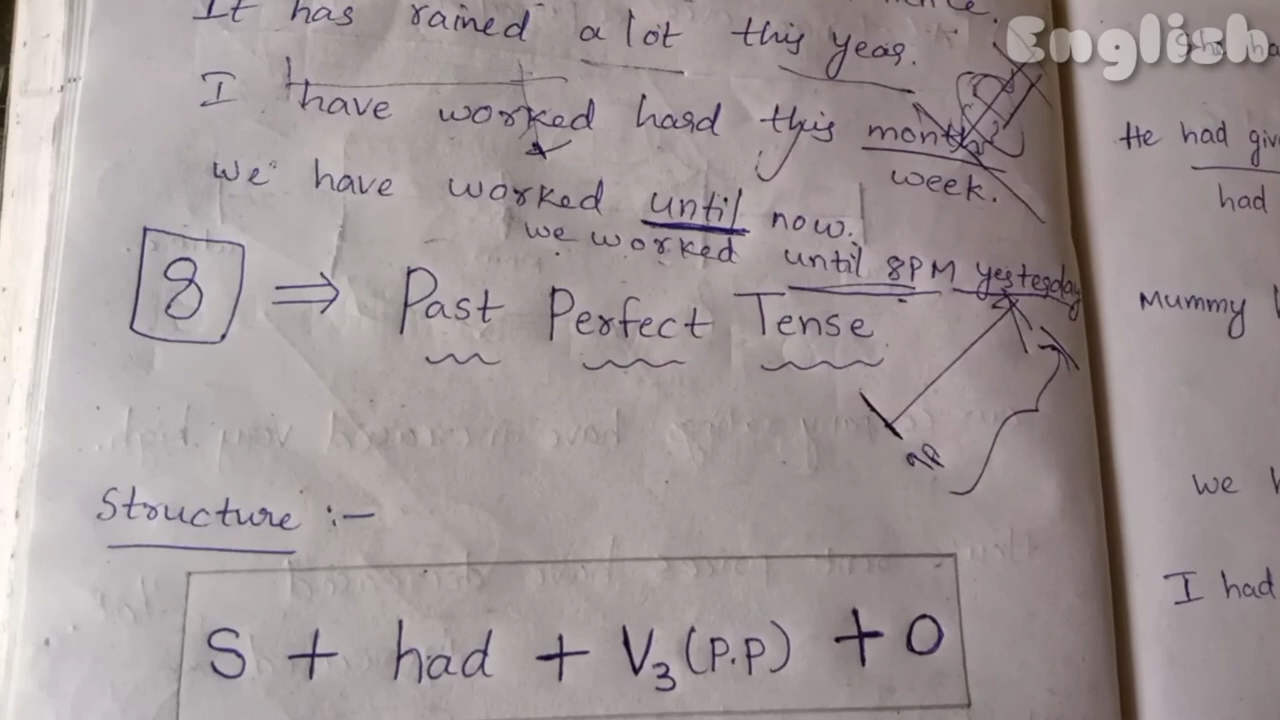 It has rained a lot this year.
I have worked hard this month
week.
we have worked until now.
we worked until 8PM yesterday
8 ⇒ Past Perfect Tense
Structure :-
S + had + V3 (P.P) + O
English
He had
had
Mummy
we
I had